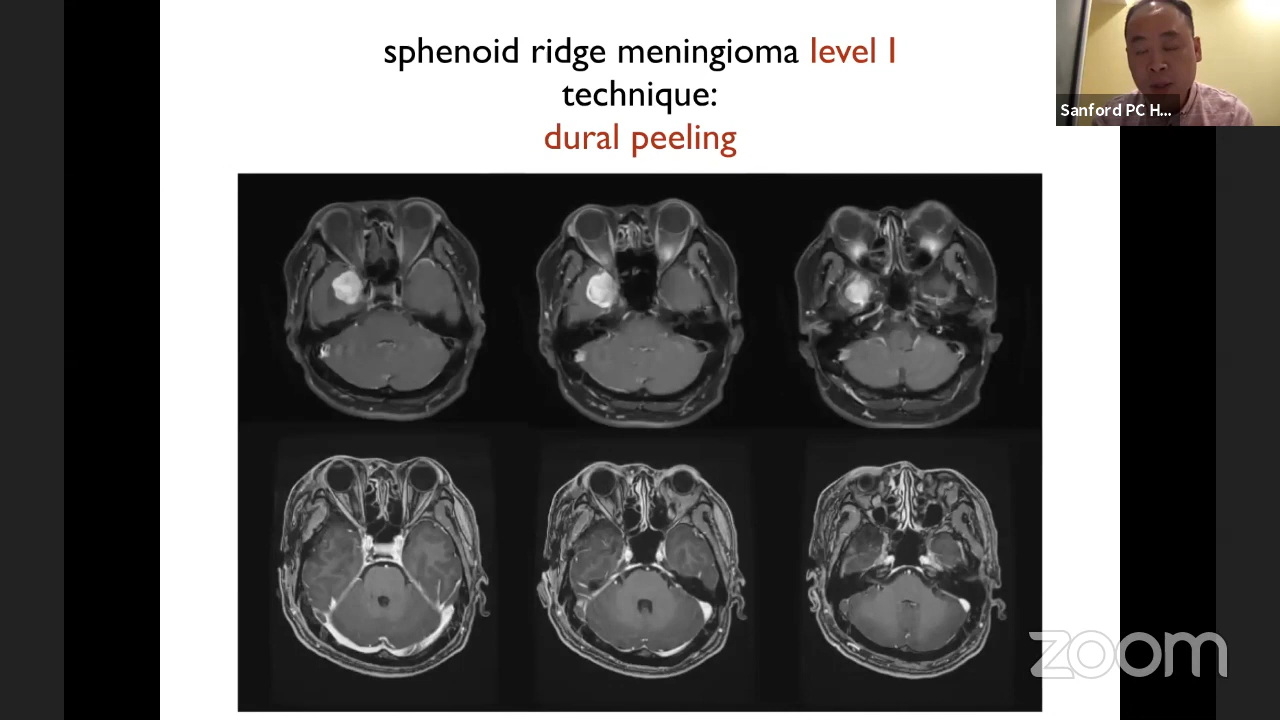 sphenoid ridge meningioma level I
technique:
dural peeling
Sanford PC H...
zoom